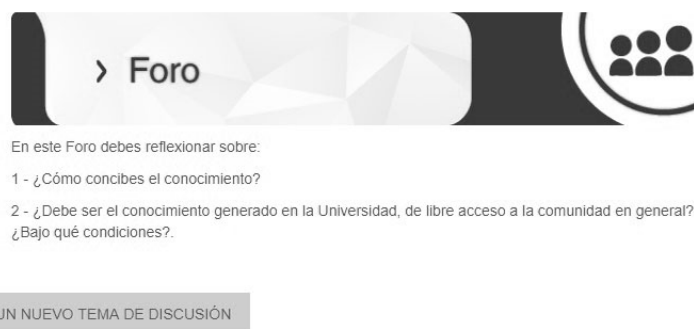 › Foro
En este Foro debes reflexionar sobre:
1 - ¿Cómo concibes el conocimiento?
2 - ¿Debe ser el conocimiento generado en la Universidad, de libre acceso a la comunidad en general?
¿Bajo qué condiciones?.
UN NUEVO TEMA DE DISCUSIÓN